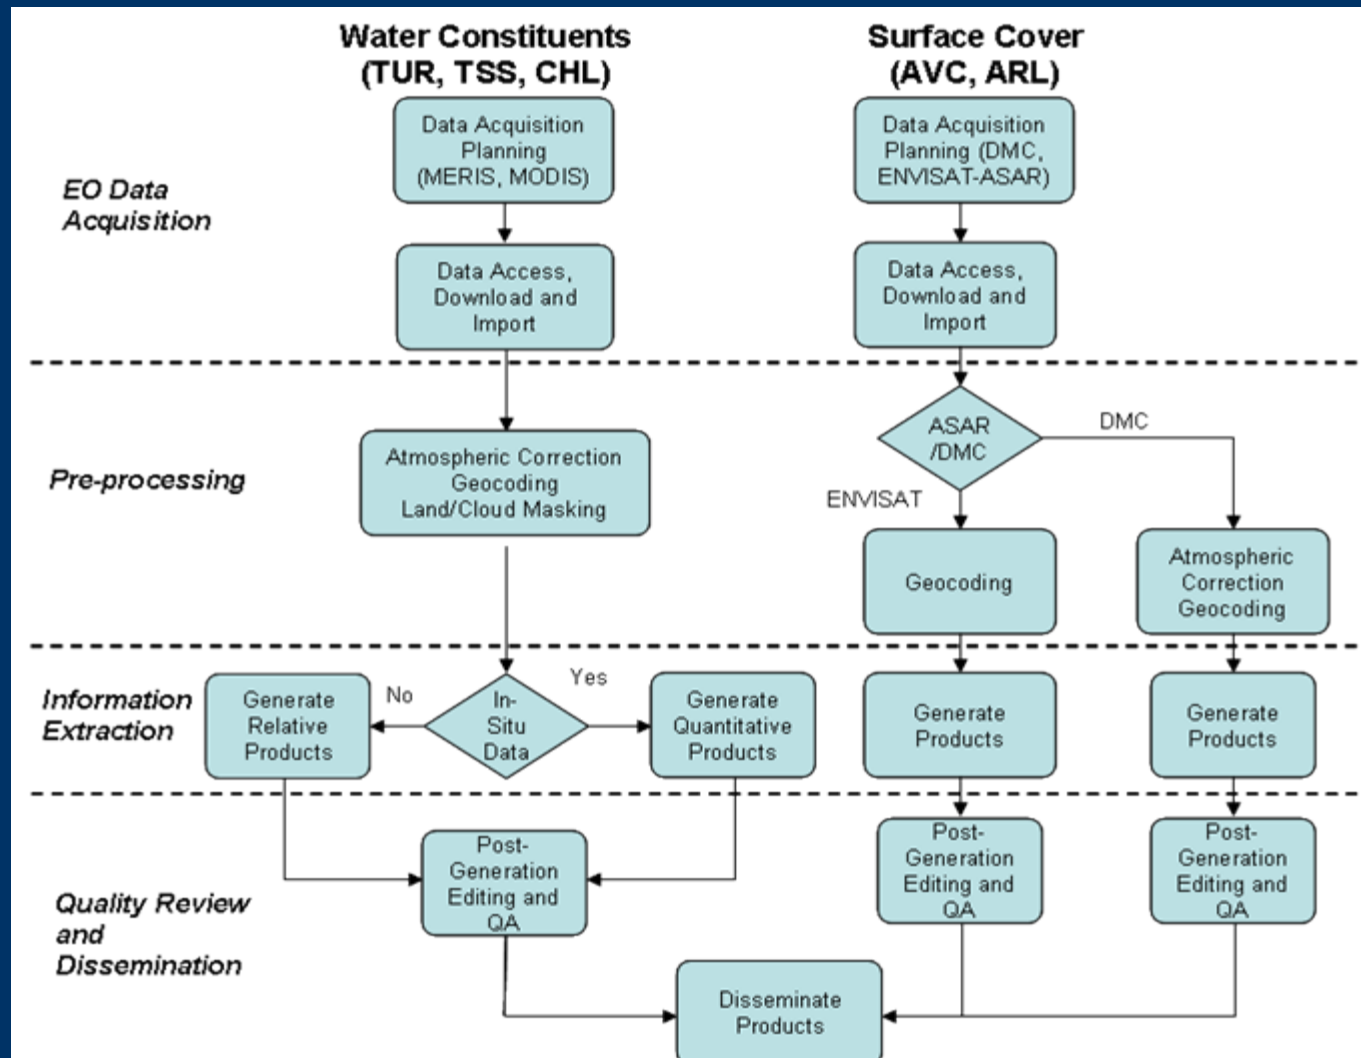 Water Constituents
(TUR, TSS, CHL)
Surface Cover
(AVC, ARL)
EO Data
Acquisition
Data Acquisition
Planning
(MERIS, MODIS)
Data Acquisition
Planning (DMC,
ENVISAT-ASAR)
Data Access,
Download and
Import
Data Access,
Download and
Import
Pre-processing
Atmospheric Correction
Geocoding
Land/Cloud Masking
ASAR
/DMC
DMC
ENVISAT
Geocoding
Atmospheric
Correction
Geocoding
Information
Extraction
Generate
Relative
Products
No
In-
Situ
Data
Yes
Generate
Quantitative
Products
Generate
Products
Generate
Products
Quality Review
and
Dissemination
Post-
Generation
Editing and
QA
Post-
Generation
Editing and
QA
Post-
Generation
Editing and
QA
Disseminate
Products